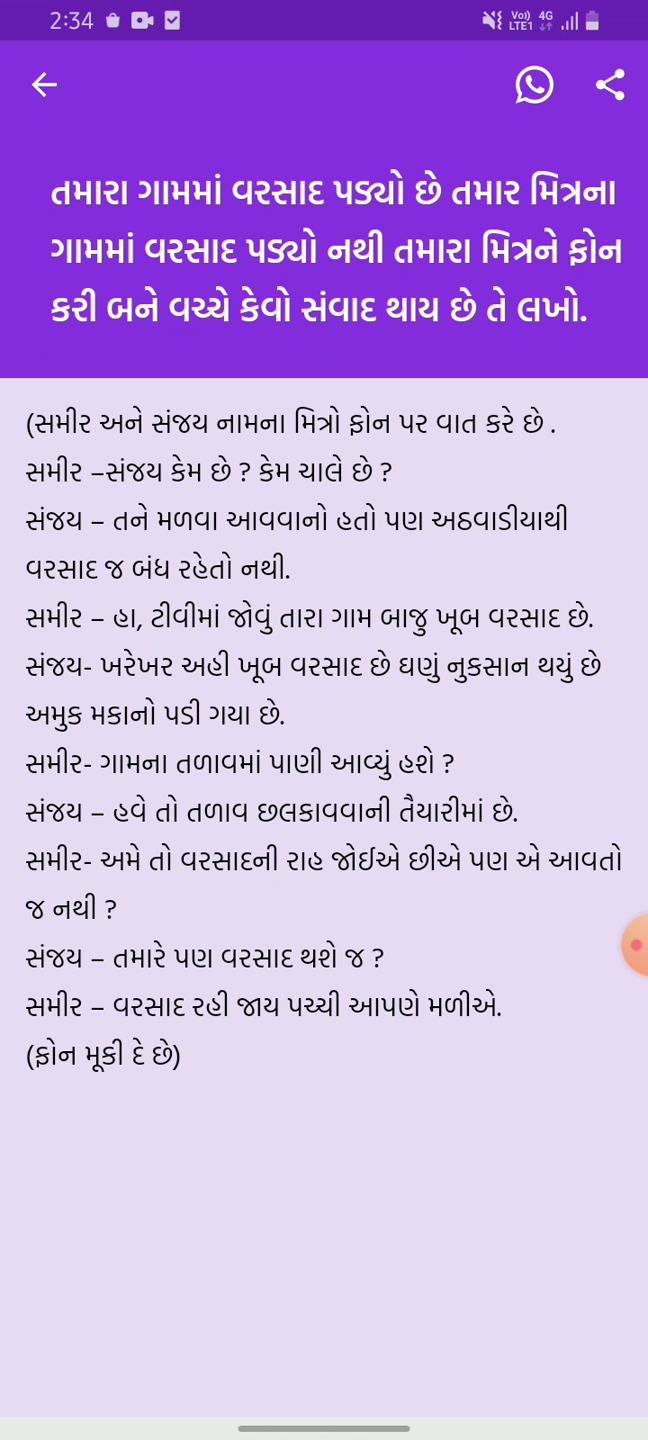 2:34
Vo)) 4G
LTE1
તમારા ગામમાં વરસાદ પડ્યો છે તમાર મિત્રના
ગામમાં વરસાદ પડ્યો નથી તમારા મિત્રને ફોન
કરી બને વચ્ચે કેવો સંવાદ થાય છે તે લખો.
(સમીર અને સંજય નામના મિત્રો ફોન પર વાત કરે છે .
સમીર –સંજય કેમ છે ? કેમ ચાલે છે ?
સંજય – તને મળવા આવવાનો હતો પણ અઠવાડીયાથી
વરસાદ જ બંધ રહેતો નથી.
સમીર – હા, ટીવીમાં જોવું તારા ગામ બાજુ ખૂબ વરસાદ છે.
સંજય- ખરેખર અહી ખૂબ વરસાદ છે ઘણું નુકસાન થયું છે
અમુક મકાનો પડી ગયા છે.
સમીર- ગામના તળાવમાં પાણી આવ્યું હશે ?
સંજય – હવે તો તળાવ છલકાવવાની તૈયારીમાં છે.
સમીર- અમે તો વરસાદની રાહ જોઈએ છીએ પણ એ આવતો
જ નથી ?
સંજય – તમારે પણ વરસાદ થશે જ ?
સમીર – વરસાદ રહી જાય પચ્ચી આપણે મળીએ.
(ફોન મૂકી દે છે)